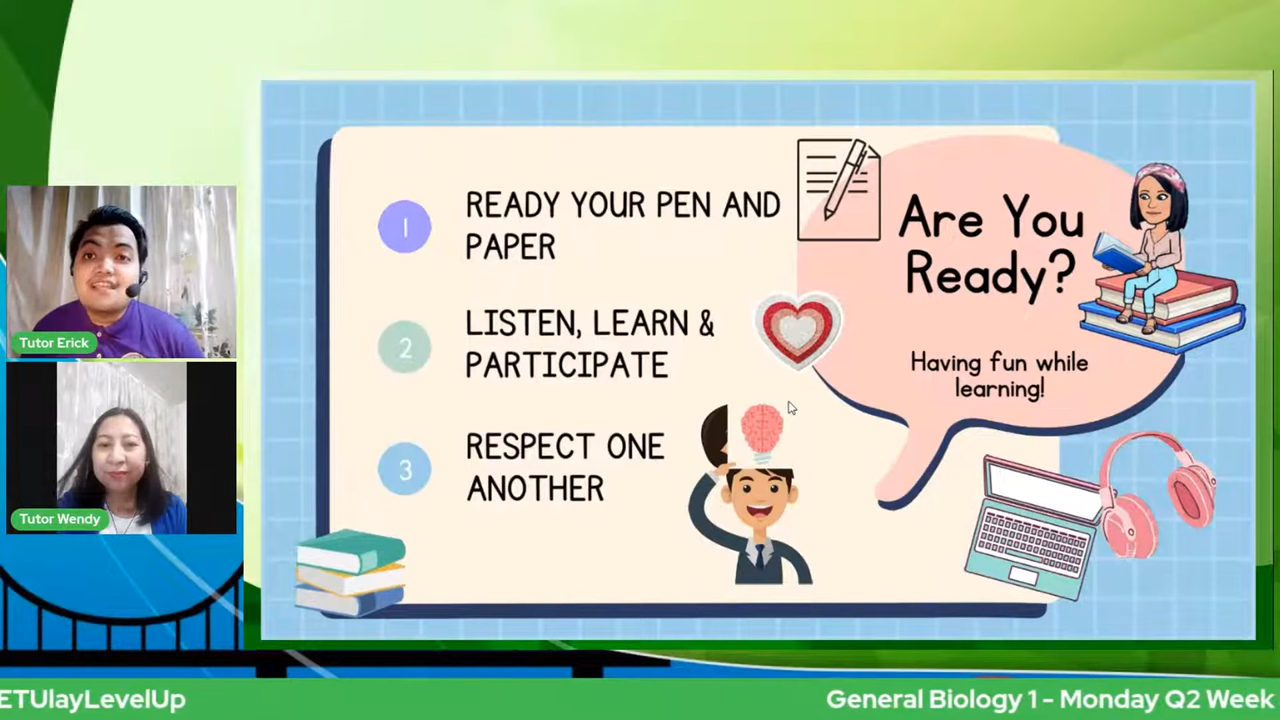 1
READY YOUR PEN AND
PAPER
2
LISTEN, LEARN &
PARTICIPATE
3
RESPECT ONE
ANOTHER
Are You
Ready?
Having fun while
learning!
Tutor Erick
Tutor Wendy
ETUlayLevelUp
General Biology 1 - Monday Q2 Week